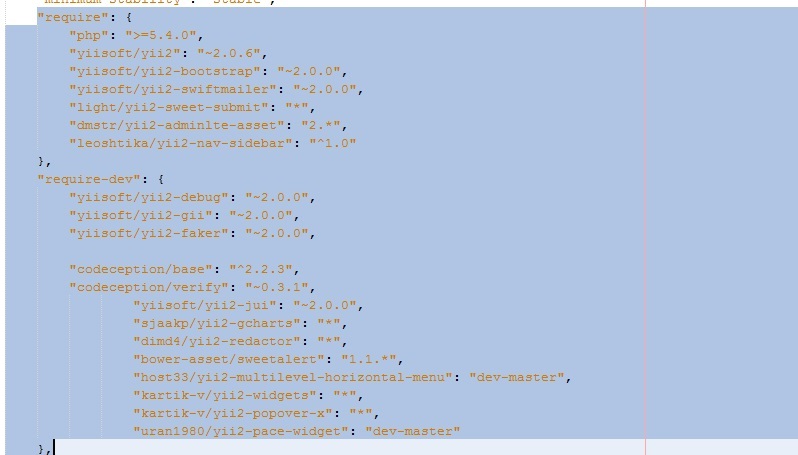 "minimum-stability": "stable",
"require": {
"php": ">=5.4.0",
"yiisoft/yii2": "~2.0.6",
"yiisoft/yii2-bootstrap": "~2.0.0",
"yiisoft/yii2-swiftmailer": "~2.0.0",
"light/yii2-sweet-submit": "*",
"dmstr/yii2-adminlte-asset": "2.*",
"leoshtika/yii2-nav-sidebar": "^1.0"
},
"require-dev": {
"yiisoft/yii2-debug": "~2.0.0",
"yiisoft/yii2-gii": "~2.0.0",
"yiisoft/yii2-faker": "~2.0.0",
"codeception/base": "^2.2.3",
"codeception/verify": "~0.3.1",
"yiisoft/yii2-jui": "~2.0.0",
"sjaakp/yii2-gcharts": "*",
"dimd4/yii2-redactor": "*",
"bower-asset/sweetalert": "1.1.*",
"host33/yii2-multilevel-horizontal-menu": "dev-master",
"kartik-v/yii2-widgets": "*",
"kartik-v/yii2-popover-x": "*",
"uran1980/yii2-pace-widget": "dev-master"
},